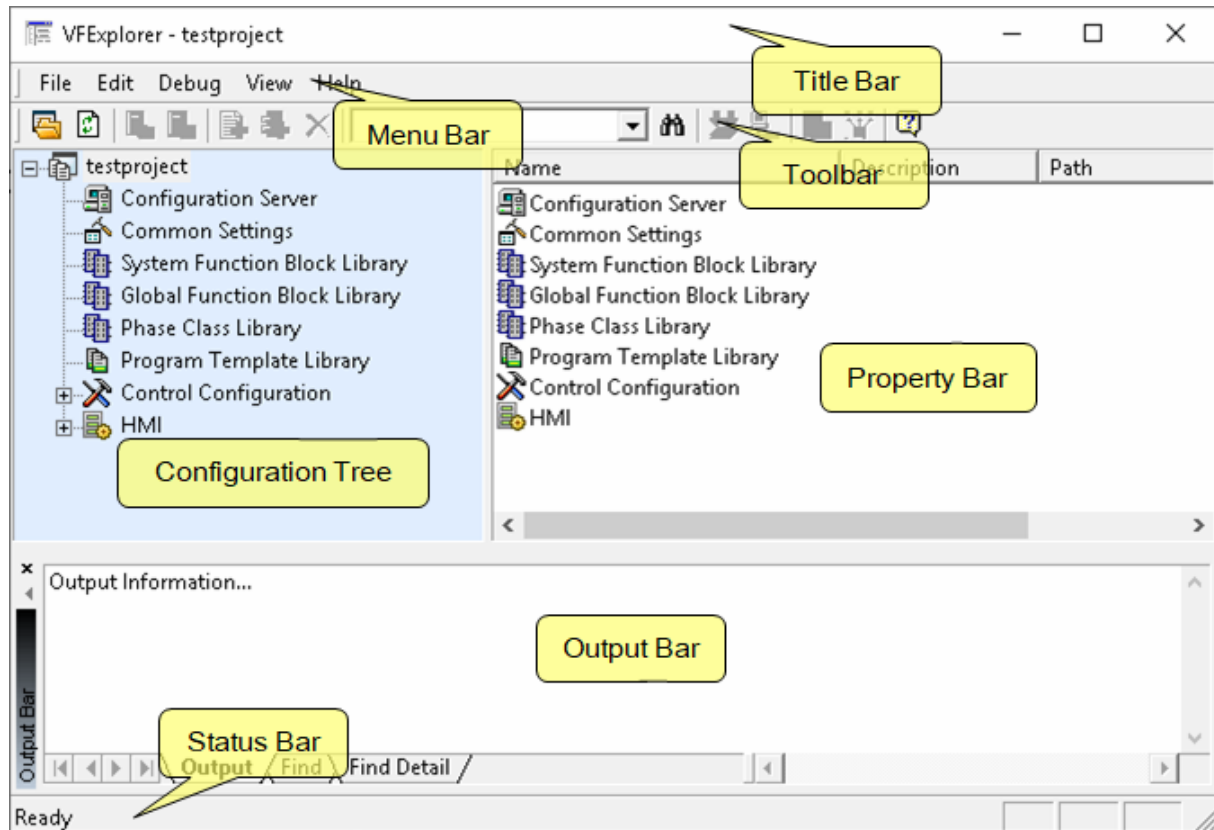 VFExplorer - testproject
Title Bar
File Edit Debug View Help
Menu Bar
Toolbar
testproject
Configuration Server
Common Settings
System Function Block Library
Global Function Block Library
Phase Class Library
Program Template Library
Control Configuration
HMI
Configuration Tree
Name Description Path
Configuration Server
Common Settings
System Function Block Library
Global Function Block Library
Phase Class Library
Program Template Library
Control Configuration
HMI
Property Bar
Output Information...
Output Bar
Output Bar
Status Bar
Output Find Find Detail
Ready